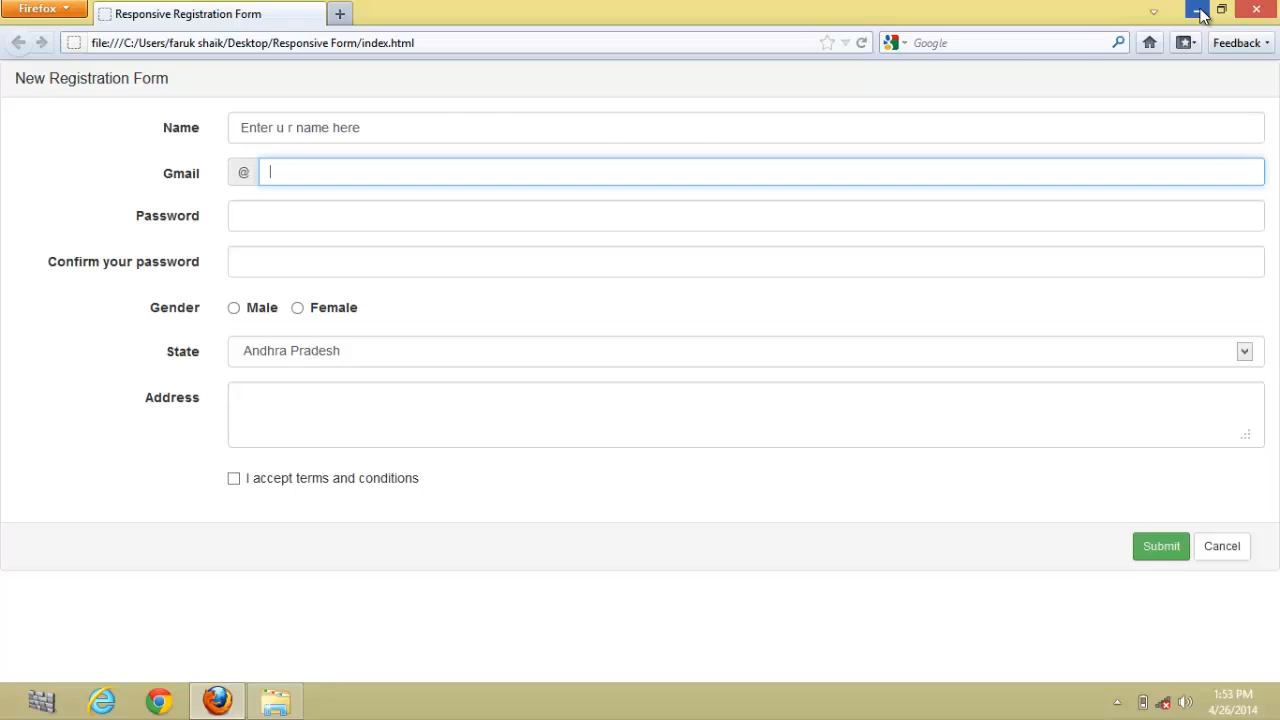 Firefox
Responsive Registration Form
file:///C:/Users/faruk shaik/Desktop/Responsive Form/index.html
Google
Feedback
New Registration Form
Name
Enter u r name here
Gmail
@
Password
Confirm your password
Gender
Male
Female
State
Andhra Pradesh
Address
I accept terms and conditions
Submit
Cancel
1:53 PM
4/26/2014